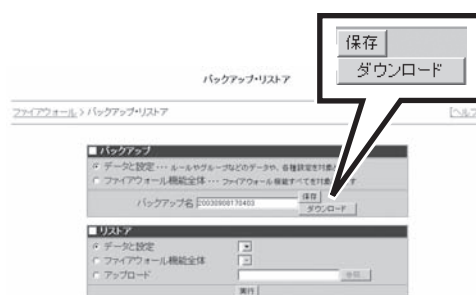 保存
ダウンロード
バックアップ・リストア
ファイアウォール > バックアップ・リストア
[ヘルプ
■ バックアップ
データと設定 ・・・ ルールやグループなどのデータや、各種設定を対象
ファイアウォール機能全体 ・・・ ファイアウォール機能すべてを対象 す
バックアップ名 20030908170403 保存
ダウンロード
■ リストア
データと設定
ファイアウォール機能全体
アップロード
実行